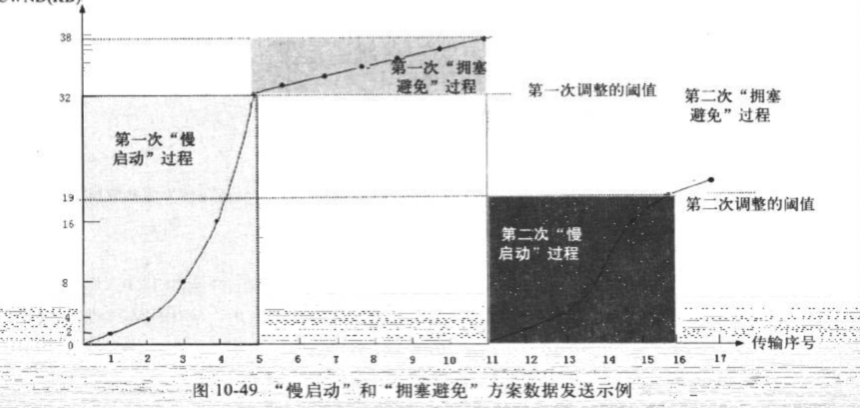 38
第一次“拥塞
避免”过程
32
第一次调整的阈值
第二次“拥塞
避免”过程
第一次“慢
启动”过程
19
第二次调整的阈值
16
第二次“慢
启动”过程
8
4
2
0
1 2 3 4 5 6 7 8 9 10 11 12 13 14 15 16 17
传输序号
图 10-49 “慢启动”和“拥塞避免”方案数据发送示例